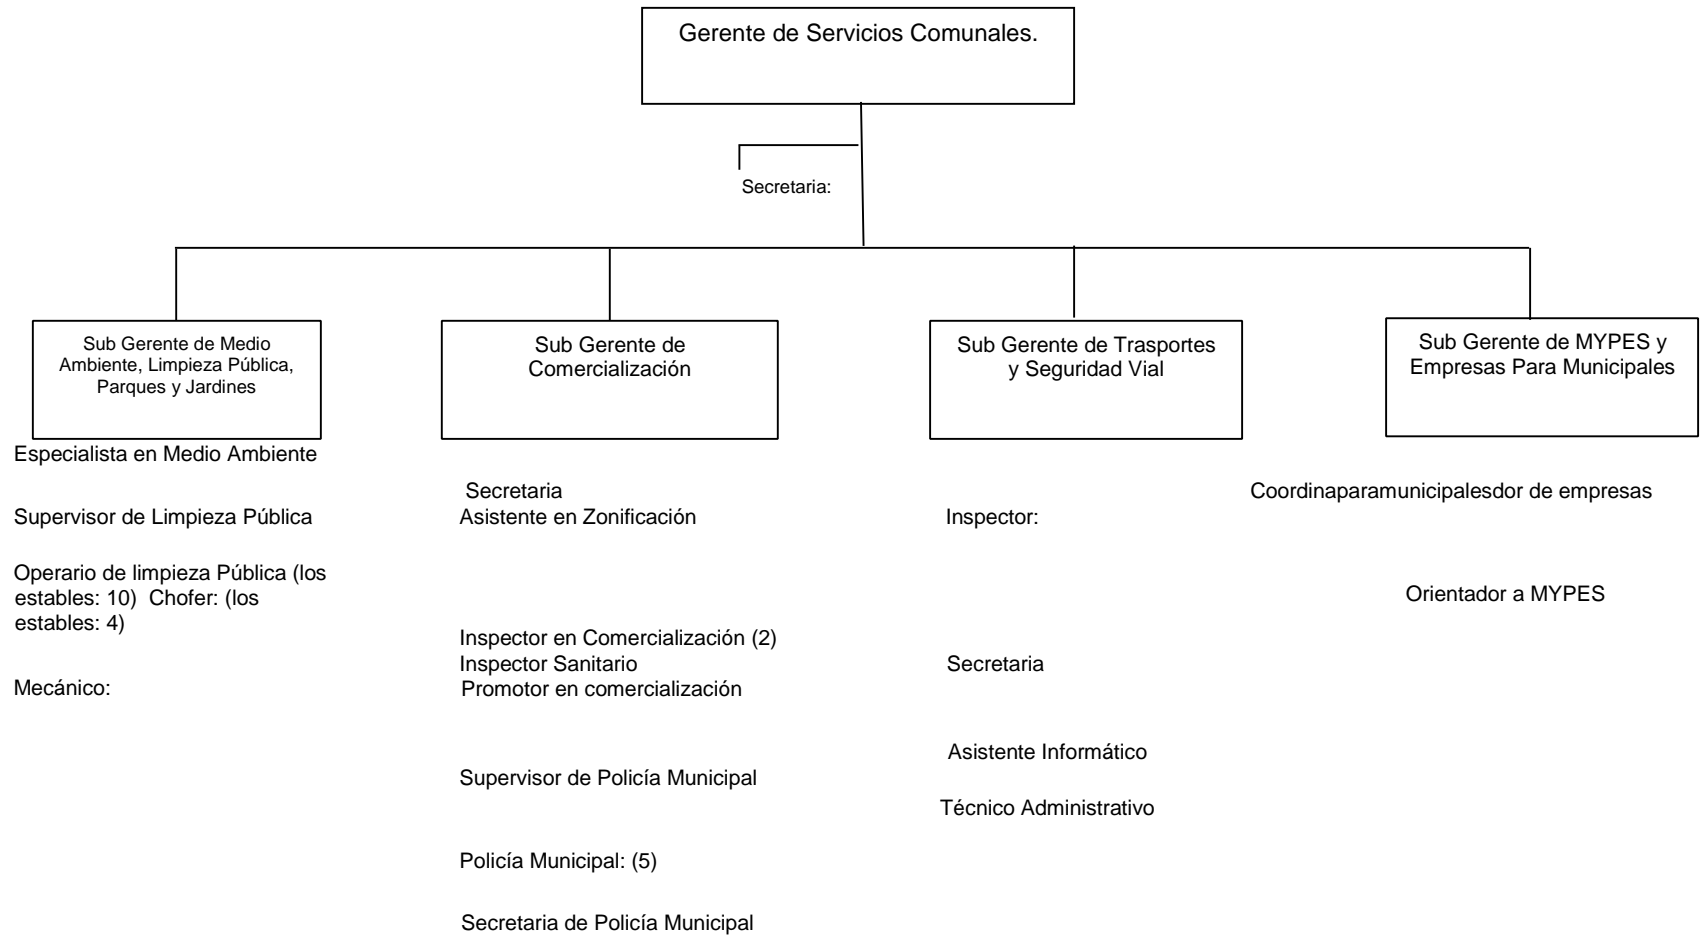 Gerente de Servicios Comunales.
Secretaria:
Sub Gerente de Medio
Ambiente, Limpieza Pública,
Parques y Jardines
Sub Gerente de
Comercialización
Sub Gerente de Trasportes
y Seguridad Vial
Sub Gerente de MYPES y
Empresas Para Municipales
Especialista en Medio Ambiente
Supervisor de Limpieza Pública
Operario de limpieza Pública (los
estables: 10)  Chofer: (los
estables: 4)
Mecánico:
Secretaria
Asistente en Zonificación
Inspector en Comercialización (2)
Inspector Sanitario
Promotor en comercialización
Supervisor de Policía Municipal
Policía Municipal: (5)
Secretaria de Policía Municipal
Inspector:
Secretaria
Asistente Informático
Técnico Administrativo
Coordinaparamunicipalesdor de empresas
Orientador a MYPES